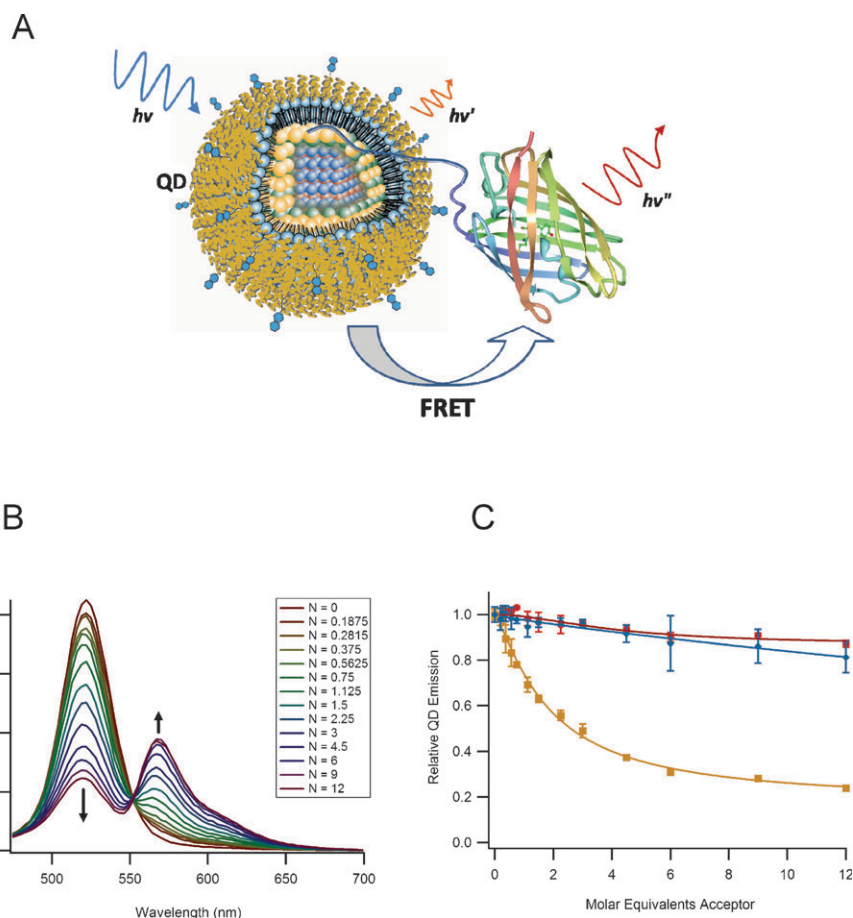 A
hv
hv'
QD
hv"
FRET
B
N = 0
N = 0.1875
N = 0.2815
N = 0.375
N = 0.5625
N = 0.75
N = 1.125
N = 1.5
N = 2.25
N = 3
N = 4.5
N = 6
N = 9
N = 12
500
550
600
650
700
Wavelength (nm)
C
Relative QD Emission
1.0
0.8
0.6
0.4
0.2
0.0
0
2
4
6
8
10
12
Molar Equivalents Acceptor